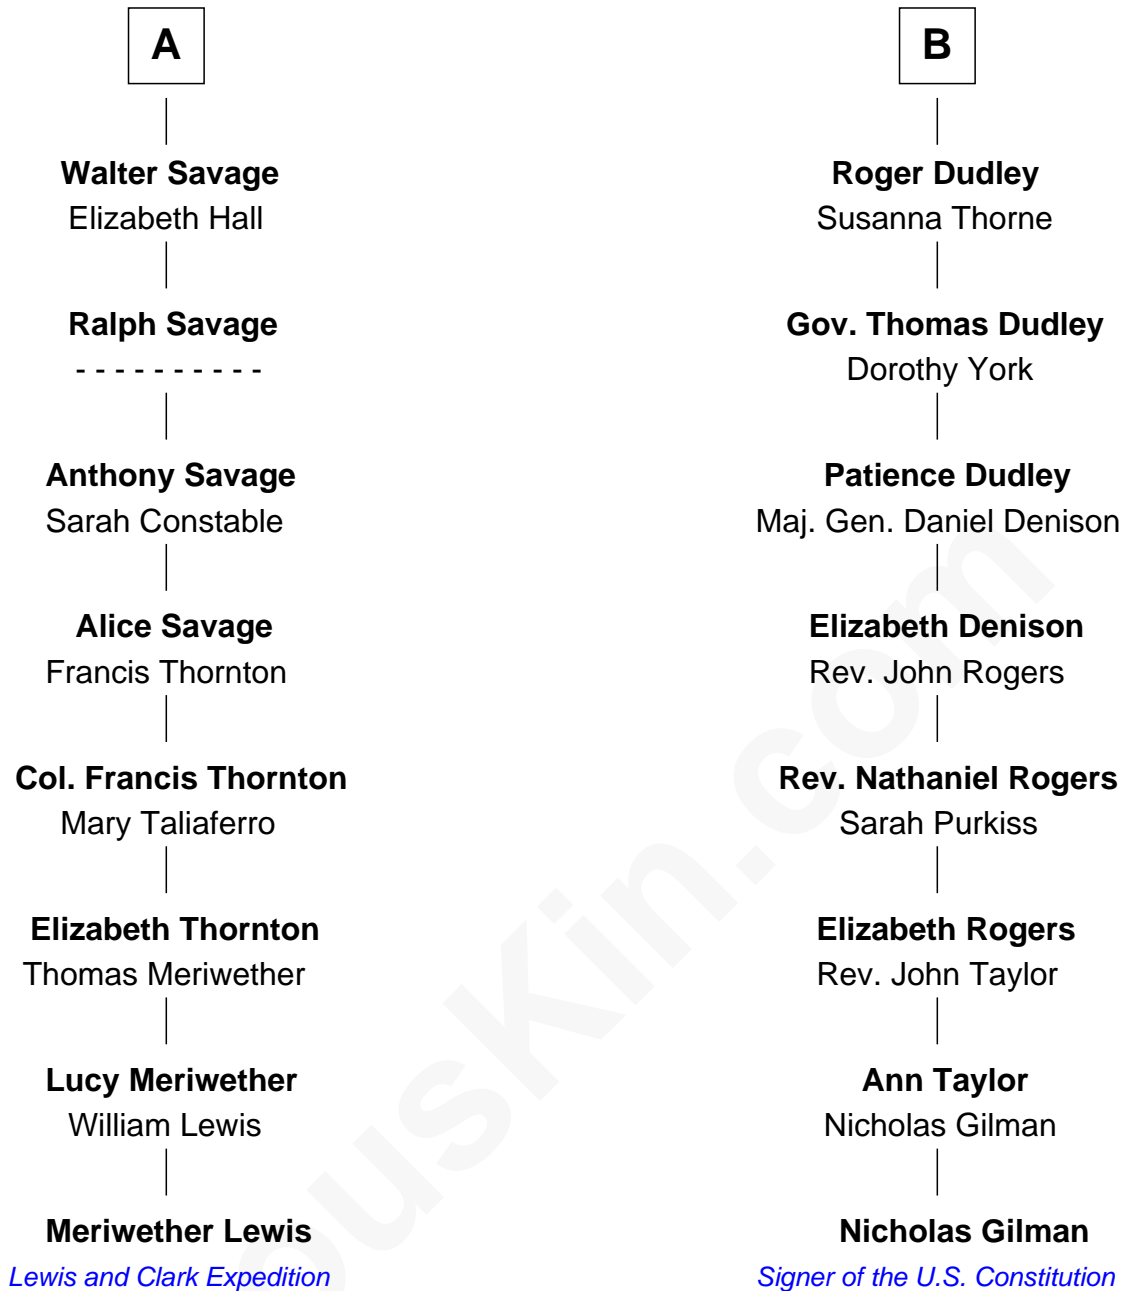 A
Walter Savage
Elizabeth Hall
Ralph Savage
- - - - - - - - - -
Anthony Savage
Sarah Constable
Alice Savage
Francis Thornton
Col. Francis Thornton
Mary Taliaferro
Elizabeth Thornton
Thomas Meriwether
Lucy Meriwether
William Lewis
Meriwether Lewis
Lewis and Clark Expedition
B
Roger Dudley
Susanna Thorne
Gov. Thomas Dudley
Dorothy York
Patience Dudley
Maj. Gen. Daniel Denison
Elizabeth Denison
Rev. John Rogers
Rev. Nathaniel Rogers
Sarah Purkiss
Elizabeth Rogers
Rev. John Taylor
Ann Taylor
Nicholas Gilman
Nicholas Gilman
Signer of the U.S. Constitution
ousKin.com